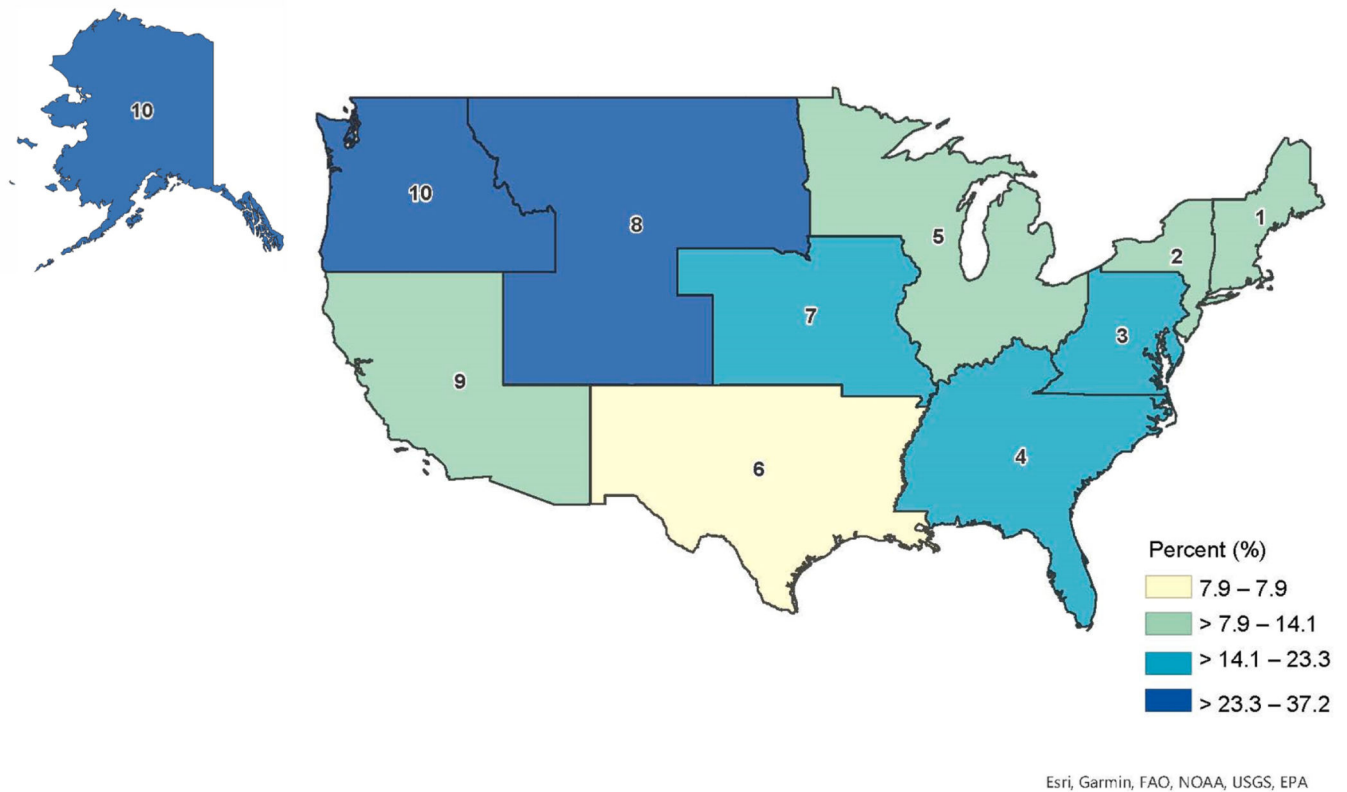 10
10
8
5
1
2
7
3
9
4
6
Percent (%)
7.9 – 7.9
> 7.9 – 14.1
> 14.1 – 23.3
> 23.3 – 37.2
Esri, Garmin, FAO, NOAA, USGS, EPA